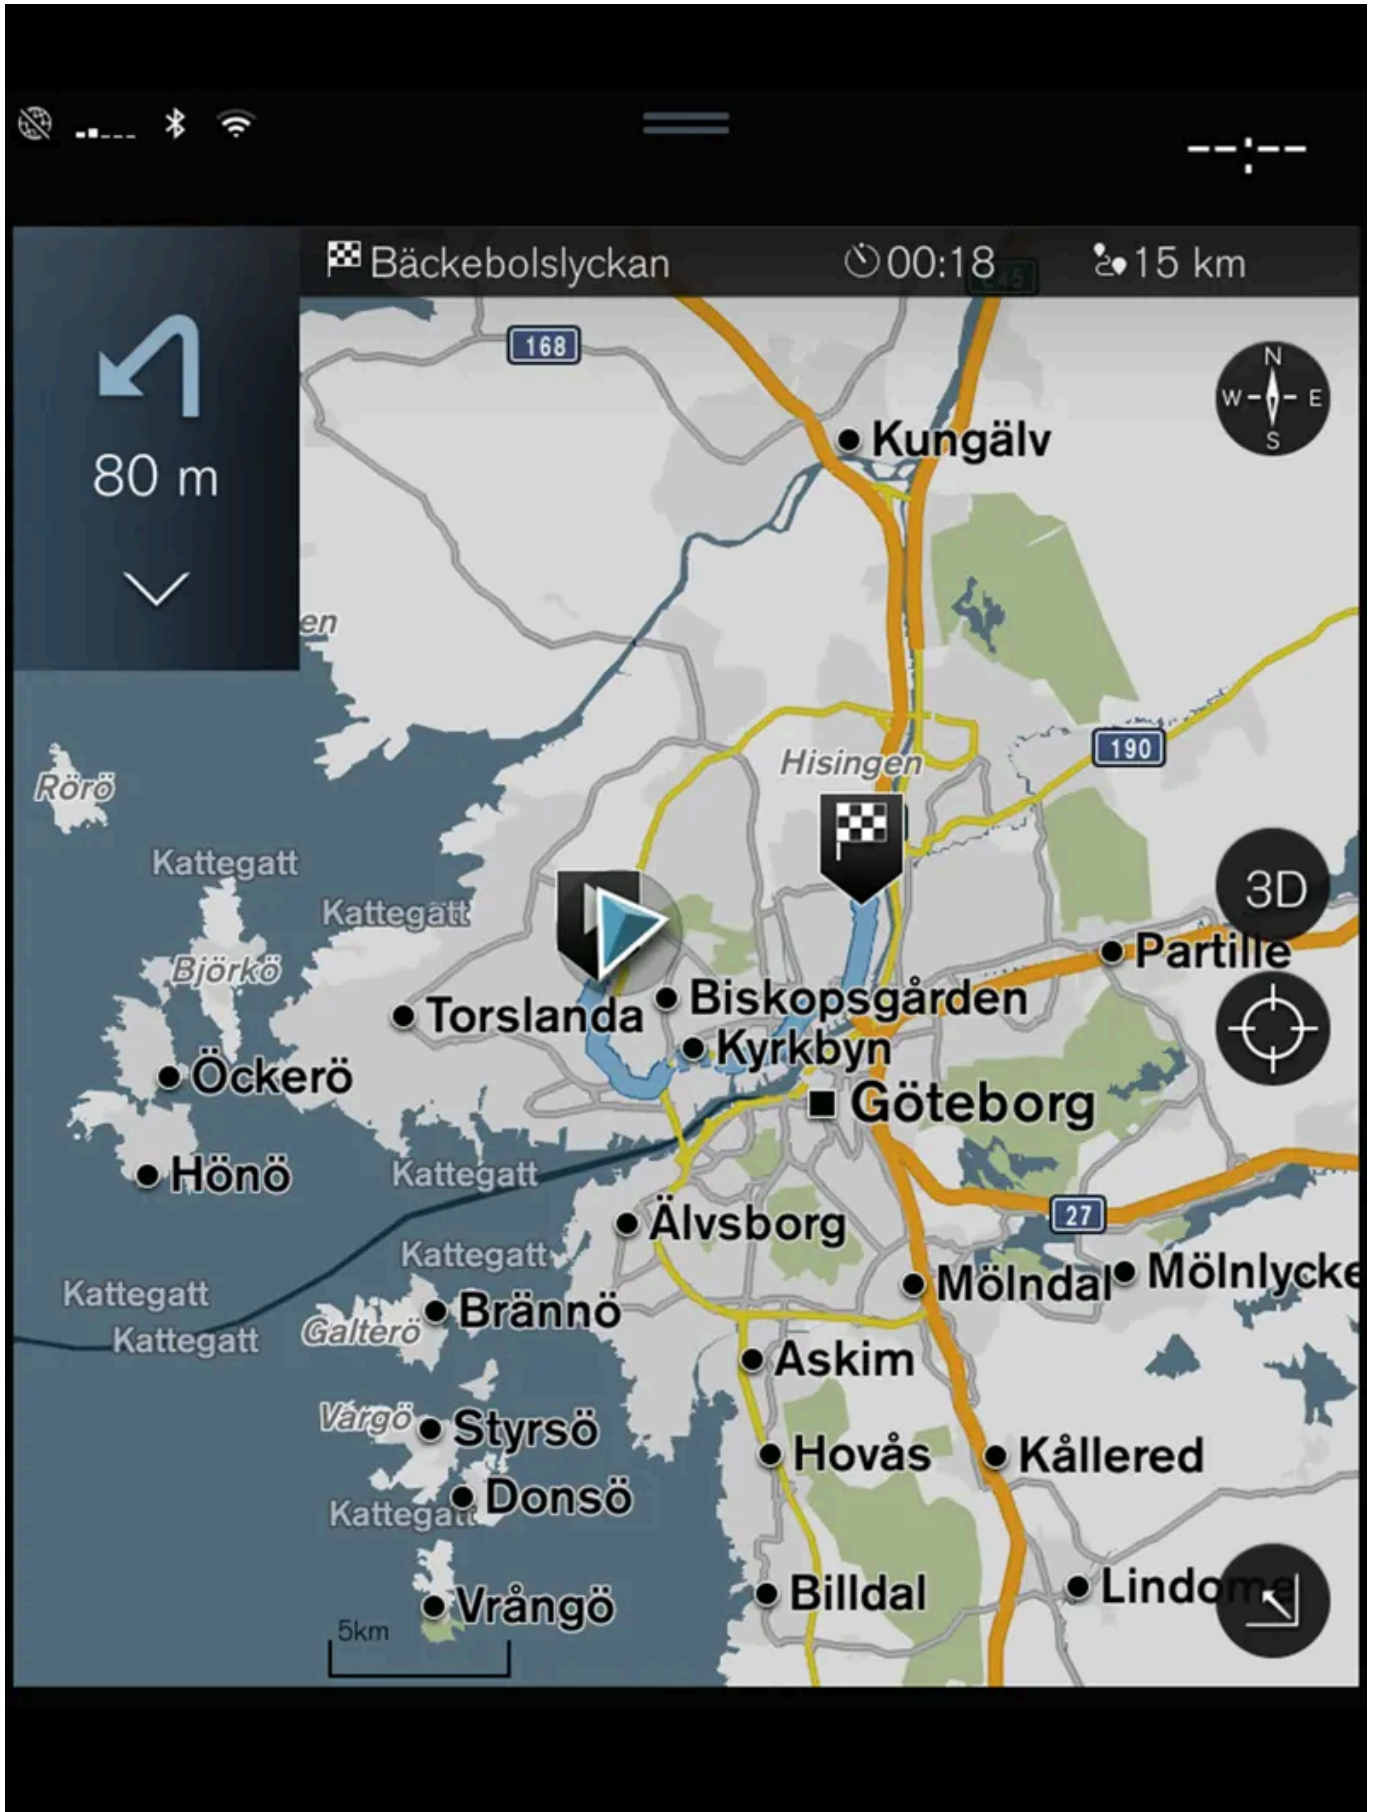 --:--
Bäckebolslyckan 00:18 15 km
E45
168
N
W E
S
80 m
Kungälv
en
190
Hisingen
Rörö
Kattegatt
3D
Kattegatt
Partille
Björkö
Biskopsgården
Torslanda
Kyrkbyn
Öckerö
Göteborg
Hönö
Kattegatt
27
Älvsborg
Kattegatt
Mölndal
Mölnlycke
Kattegatt
Brännö
Galterö
Kattegatt
Askim
Vargö
Styrsö
Hovås
Kållered
Donsö
Kattegatt
Billdal
Lindome
Vrångö
5km